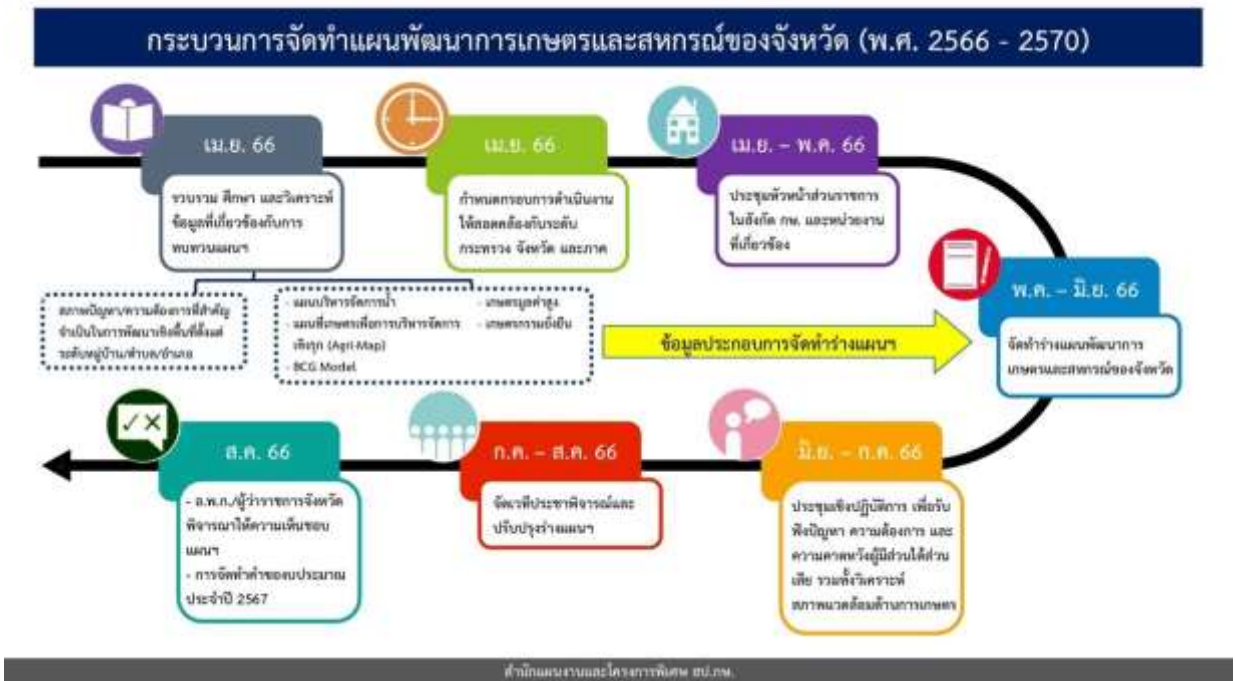 กระบวนการจัดทำแผนพัฒนาการเกษตรและสหกรณ์ของจังหวัด (พ.ศ. 2566 - 2570)
เม.ย. 66
รวบรวม ศึกษา และวิเคราะห์
ข้อมูลที่เกี่ยวข้องกับการ
ทบทวนแผนฯ
เม.ย. 66
กำหนดกรอบการดำเนินงาน
ให้สอดคล้องกับระดับ
กระทรวง จังหวัด และภาค
เม.ย. – พ.ค. 66
ประชุมหัวหน้าส่วนราชการ
ในสังกัด กษ. และหน่วยงาน
ที่เกี่ยวข้อง
สภาพปัญหา/ความต้องการที่สำคัญ
จำเป็นในการพัฒนาเชิงพื้นที่ตั้งแต่
ระดับหมู่บ้าน/ตำบล/อำเภอ
- แผนบริหารจัดการน้ำ
- แผนที่เกษตรเพื่อการบริหารจัดการ
เชิงรุก (Agri-Map)
- BCG Model
- เกษตรมูลค่าสูง
- เกษตรกรรมยั่งยืน
ข้อมูลประกอบการจัดทำร่างแผนฯ
พ.ค. – มิ.ย. 66
จัดทำร่างแผนพัฒนาการ
เกษตรและสหกรณ์ของจังหวัด
มิ.ย. – ก.ค. 66
ประชุมเชิงปฏิบัติการ เพื่อรับ
ฟังปัญหา ความต้องการ และ
ความคาดหวังผู้มีส่วนได้ส่วน
เสีย รวมทั้งวิเคราะห์
สภาพแวดล้อมด้านการเกษตร
ก.ค. – ส.ค. 66
จัดเวทีประชาพิจารณ์และ
ปรับปรุงร่างแผนฯ
ส.ค. 66
- อ.พ.ก./ผู้ว่าราชการจังหวัด
พิจารณาให้ความเห็นชอบ
แผนฯ
- การจัดทำคำของบประมาณ
ประจำปี 2567
สำนักแผนงานและโครงการพิเศษ สป.กษ.